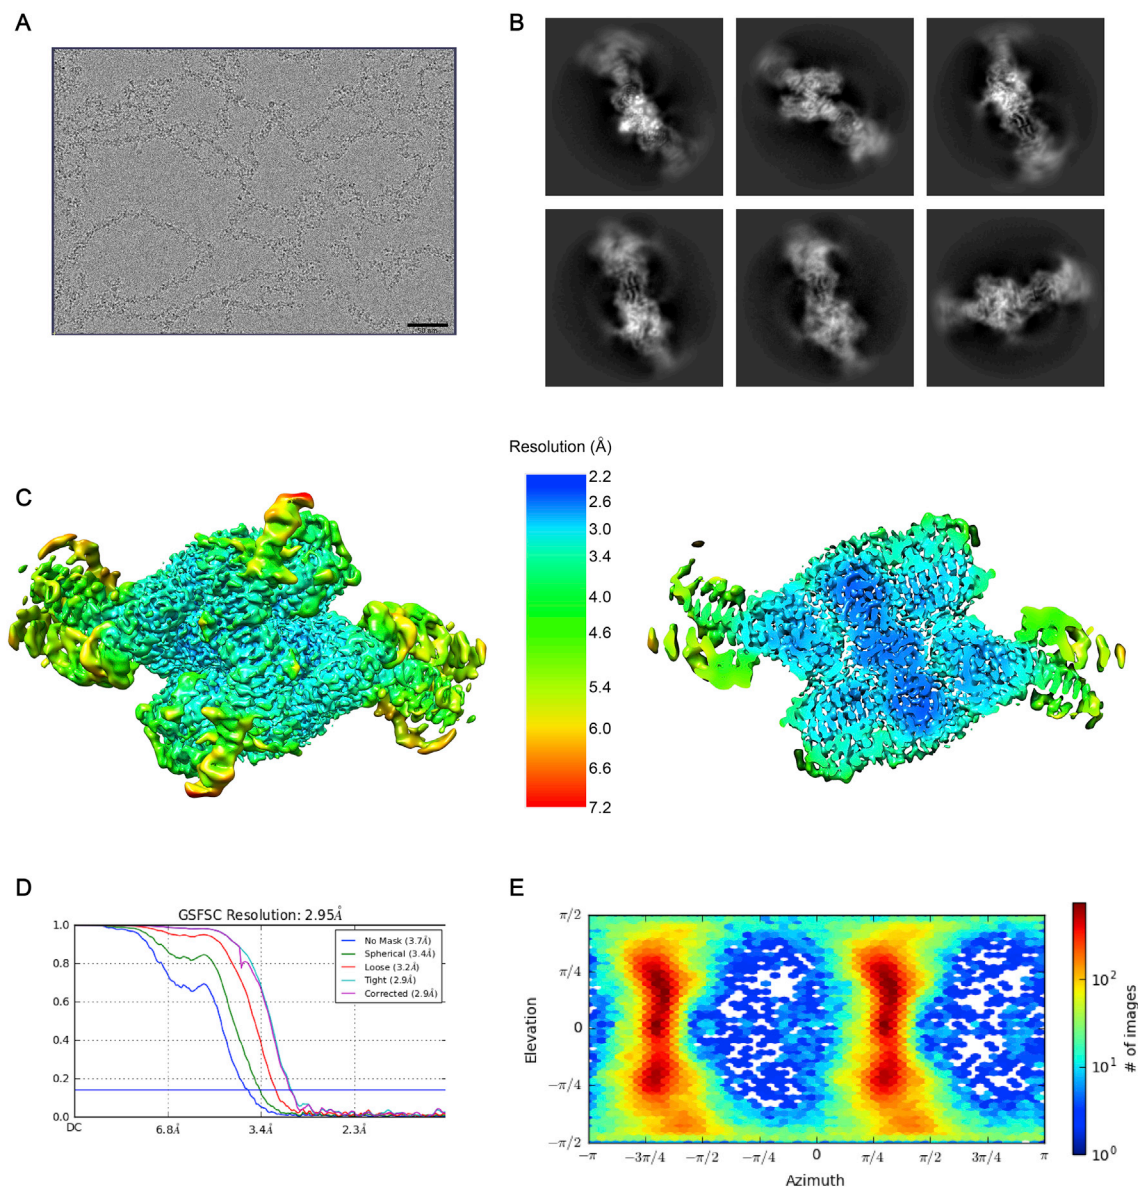 A
B
50 nm
Resolution (Å)
C
2.2
2.6
3.0
3.4
4.0
4.6
5.4
6.0
6.6
7.2
D
GSFSC Resolution: 2.95Å
1.0
0.8
0.6
0.4
0.2
0.0
No Mask (3.7Å)
Spherical (3.4Å)
Loose (3.2Å)
Tight (2.9Å)
Corrected (2.9Å)
DC
6.8Å
3.4Å
2.3Å
E
Elevation
π/2
π/4
0
−π/4
−π/2
−π
−3π/4
−π/2
−π/4
0
π/4
π/2
3π/4
π
Azimuth
10²
10¹
10⁰
# of images